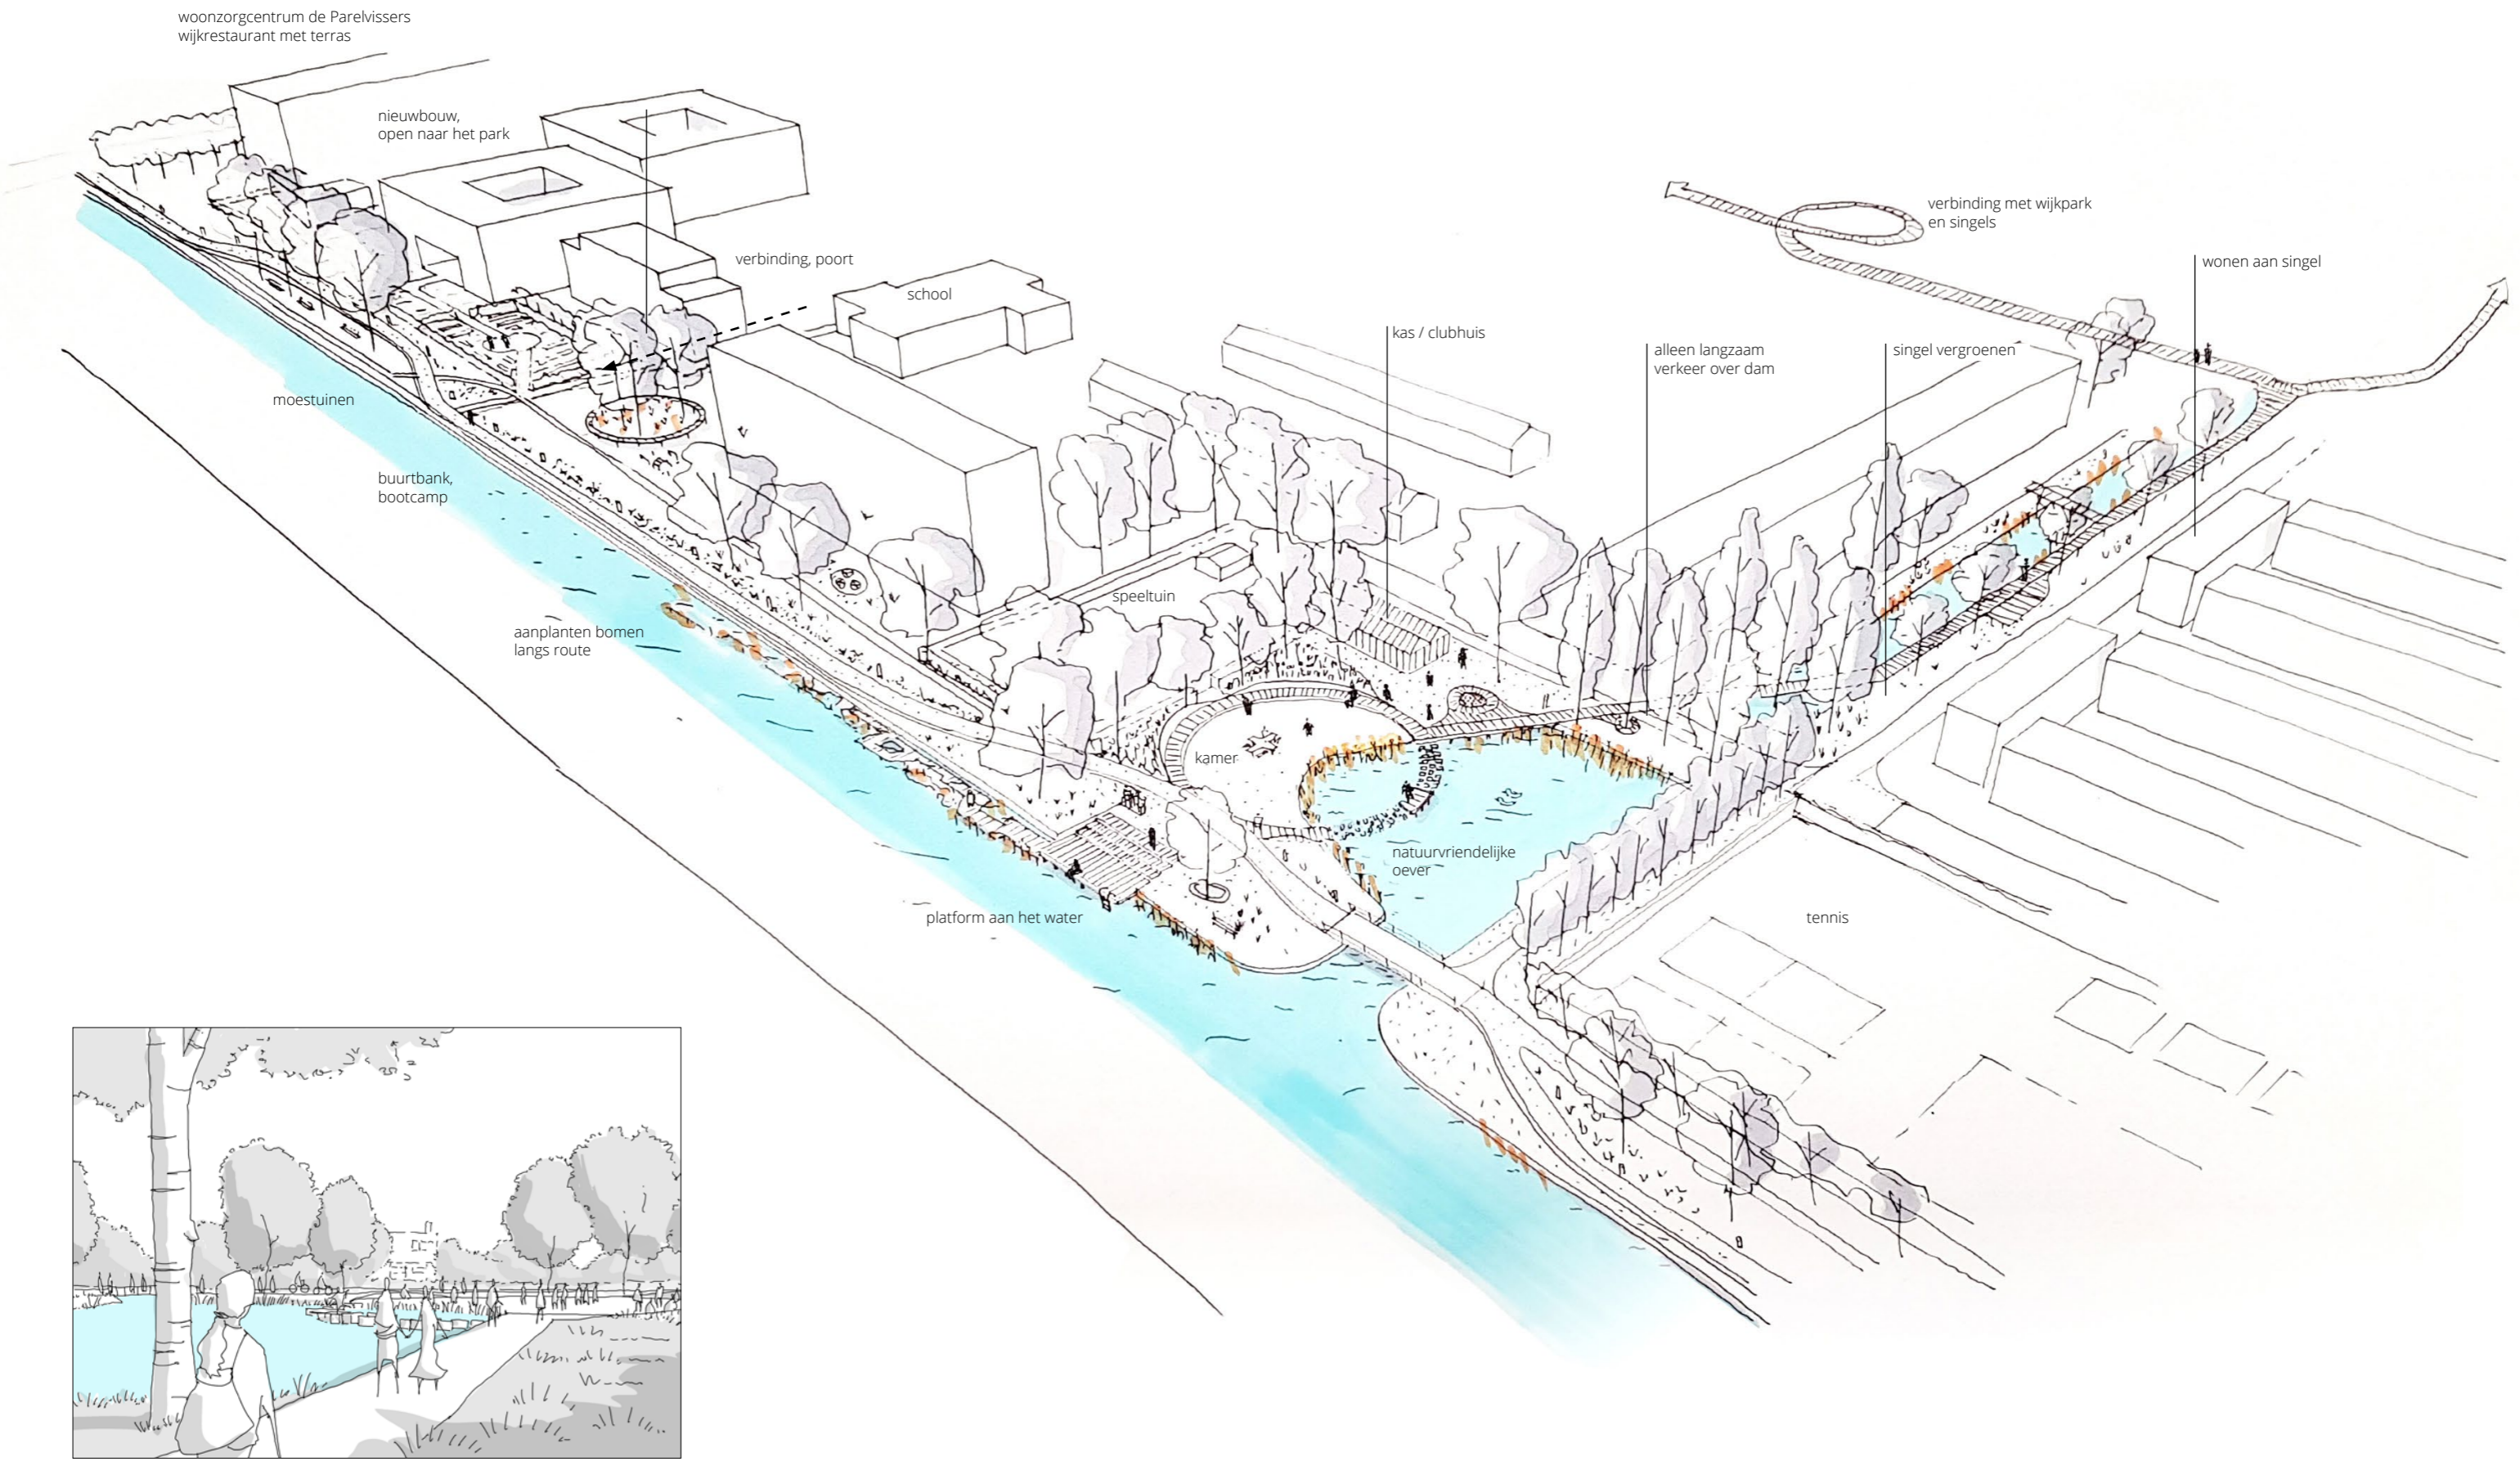 woonzorgcentrum de Parelvissers
wijkrestaurant met terras
nieuwbouw,
open naar het park
verbinding met wijkpark
en singels
verbinding, poort
wonen aan singel
school
kas / clubhuis
alleen langzaam
verkeer over dam
singel vergroenen
moestuinen
buurtbank,
bootcamp
speeltuin
aanplanten bomen
langs route
kamer
natuurvriendelijke
oever
platform aan het water
tennis